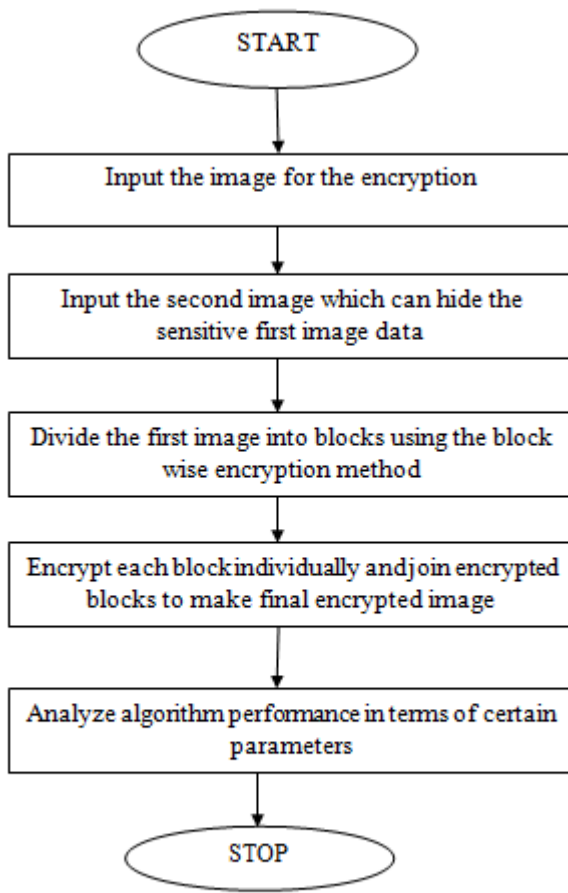 START
Input the image for the encryption
Input the second image which can hide the
sensitive first image data
Divide the first image into blocks using the block
wise encryption method
Encrypt each block individually and join encrypted
blocks to make final encrypted image
Analyze algorithm performance in terms of certain
parameters
STOP